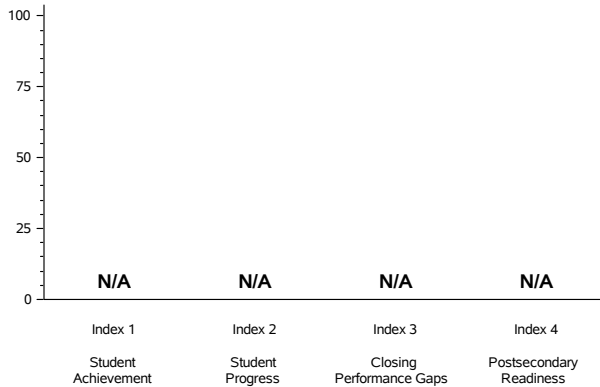 100
75
50
25
0
N/A N/A N/A N/A
Index 1 Index 2 Index 3 Index 4
Student Student Closing Postsecondary
Achievement Progress Performance Gaps Readiness